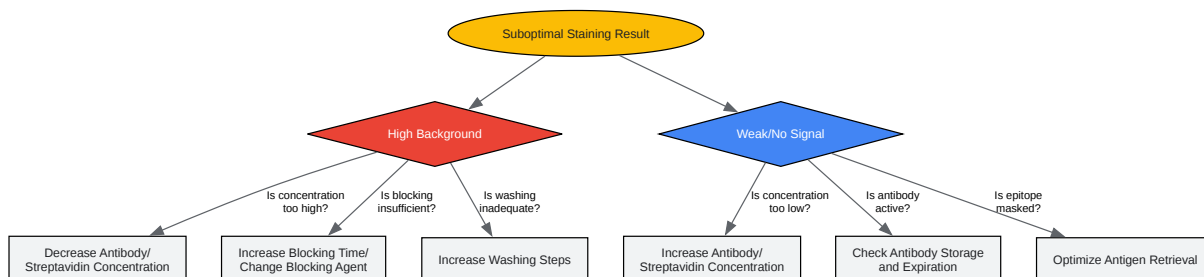 Suboptimal Staining Result
High Background
Weak/No Signal
Is concentration
too high?
Is blocking
insufficient?
Is washing
inadequate?
Is concentration
too low?
Is antibody
active?
Is epitope
masked?
Decrease Antibody/
Streptavidin Concentration
Increase Blocking Time/
Change Blocking Agent
Increase Washing Steps
Increase Antibody/
Streptavidin Concentration
Check Antibody Storage
and Expiration
Optimize Antigen Retrieval